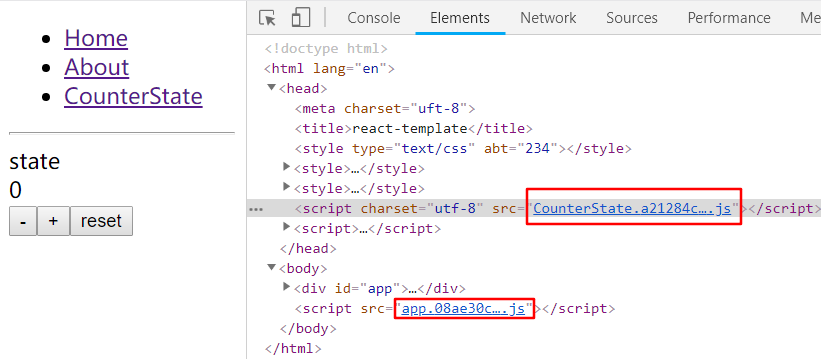 Home
About
CounterState
state
0
- + reset
Console Elements Network Sources Performance Me
<!doctype html>
<html lang="en">
<head>
<meta charset="uft-8">
<title>react-template</title>
<style type="text/css" abt="234"></style>
<style>…</style>
<style>…</style>
<script charset="utf-8" src="CounterState.a21284c….js"></script>
<script>…</script>
</head>
<body>
<div id="app">…</div>
<script src="app.08ae30c….js"></script>
</body>
</html>